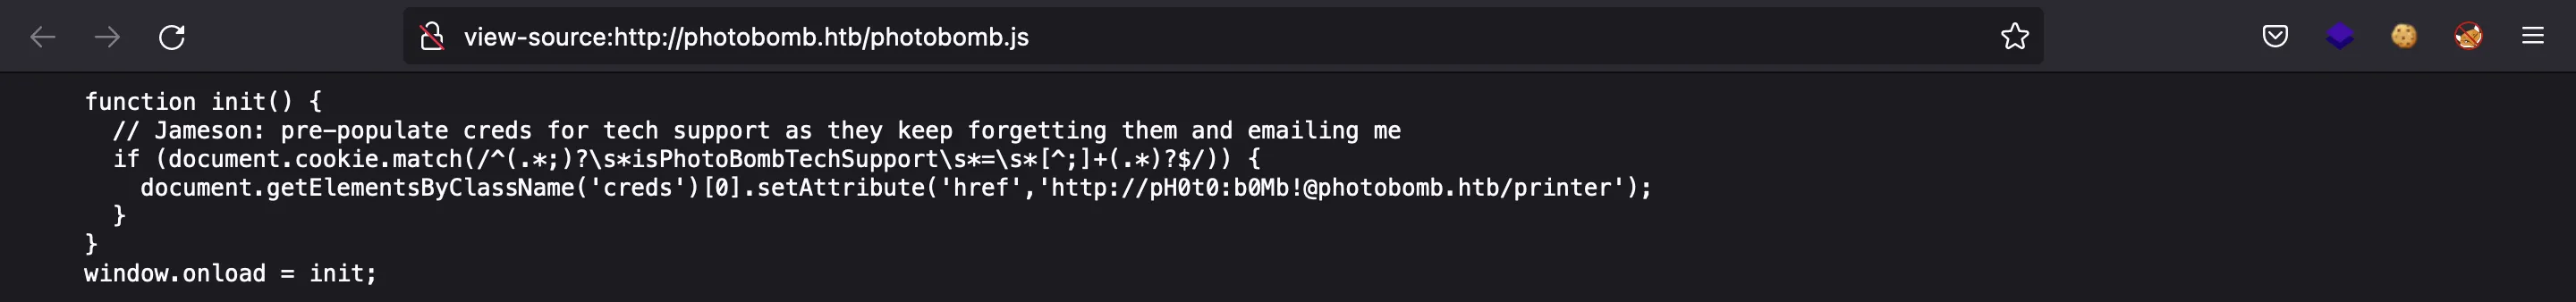 view-source:http://photobomb.htb/photobomb.js
function init() {
  // Jameson: pre-populate creds for tech support as they keep forgetting them and emailing me
  if (document.cookie.match(/^(.*;)?\s*isPhotoBombTechSupport\s*=\s*[^;]+(.*)?$/)) {
    document.getElementsByClassName('creds')[0].setAttribute('href','http://pH0t0:b0Mb!@photobomb.htb/printer');
  }
}
window.onload = init;